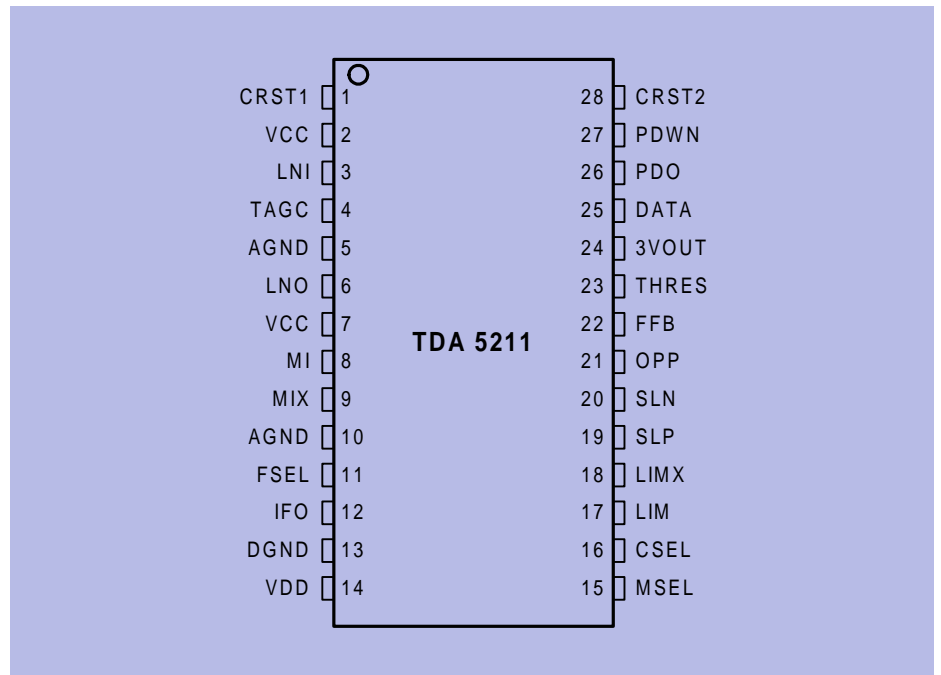 CRST1 1 28 CRST2
VCC 2 27 PDWN
LNI 3 26 PDO
TAGC 4 25 DATA
AGND 5 24 3VOUT
LNO 6 23 THRES
VCC 7 22 FFB
TDA 5211
MI 8 21 OPP
MIX 9 20 SLN
AGND 10 19 SLP
FSEL 11 18 LIMX
IFO 12 17 LIM
DGND 13 16 CSEL
VDD 14 15 MSEL